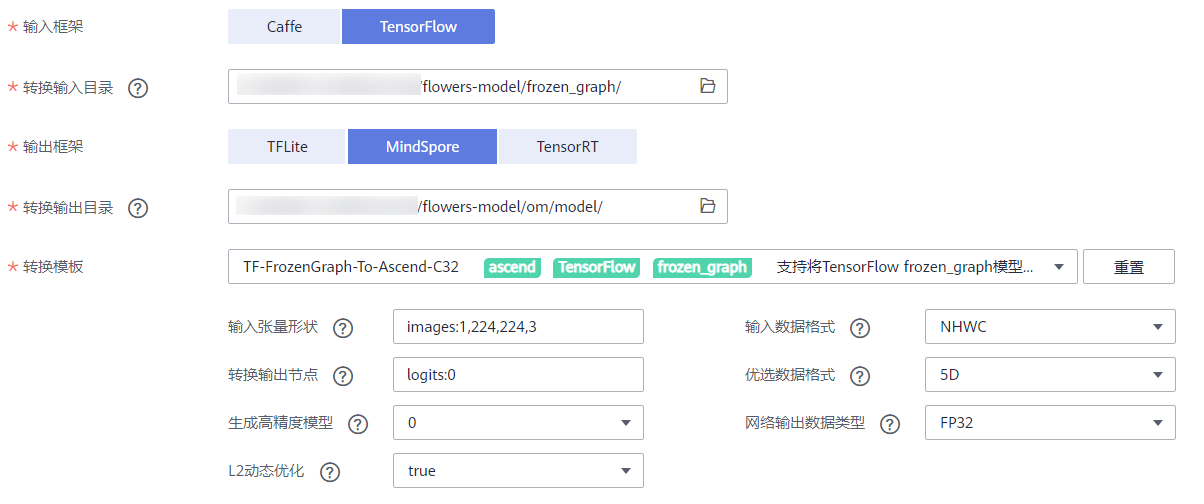 * 输入框架 Caffe TensorFlow
* 转换输入目录 ? /flowers-model/frozen_graph/
* 输出框架 TFLite MindSpore TensorRT
* 转换输出目录 ? /flowers-model/om/model/
* 转换模板 TF-FrozenGraph-To-Ascend-C32 ascend TensorFlow frozen_graph 支持将TensorFlow frozen_graph模型... 重置
输入张量形状 ? images:1,224,224,3 输入数据格式 ? NHWC
转换输出节点 ? logits:0 优选数据格式 ? 5D
生成高精度模型 ? 0 网络输出数据类型 ? FP32
L2动态优化 ? true